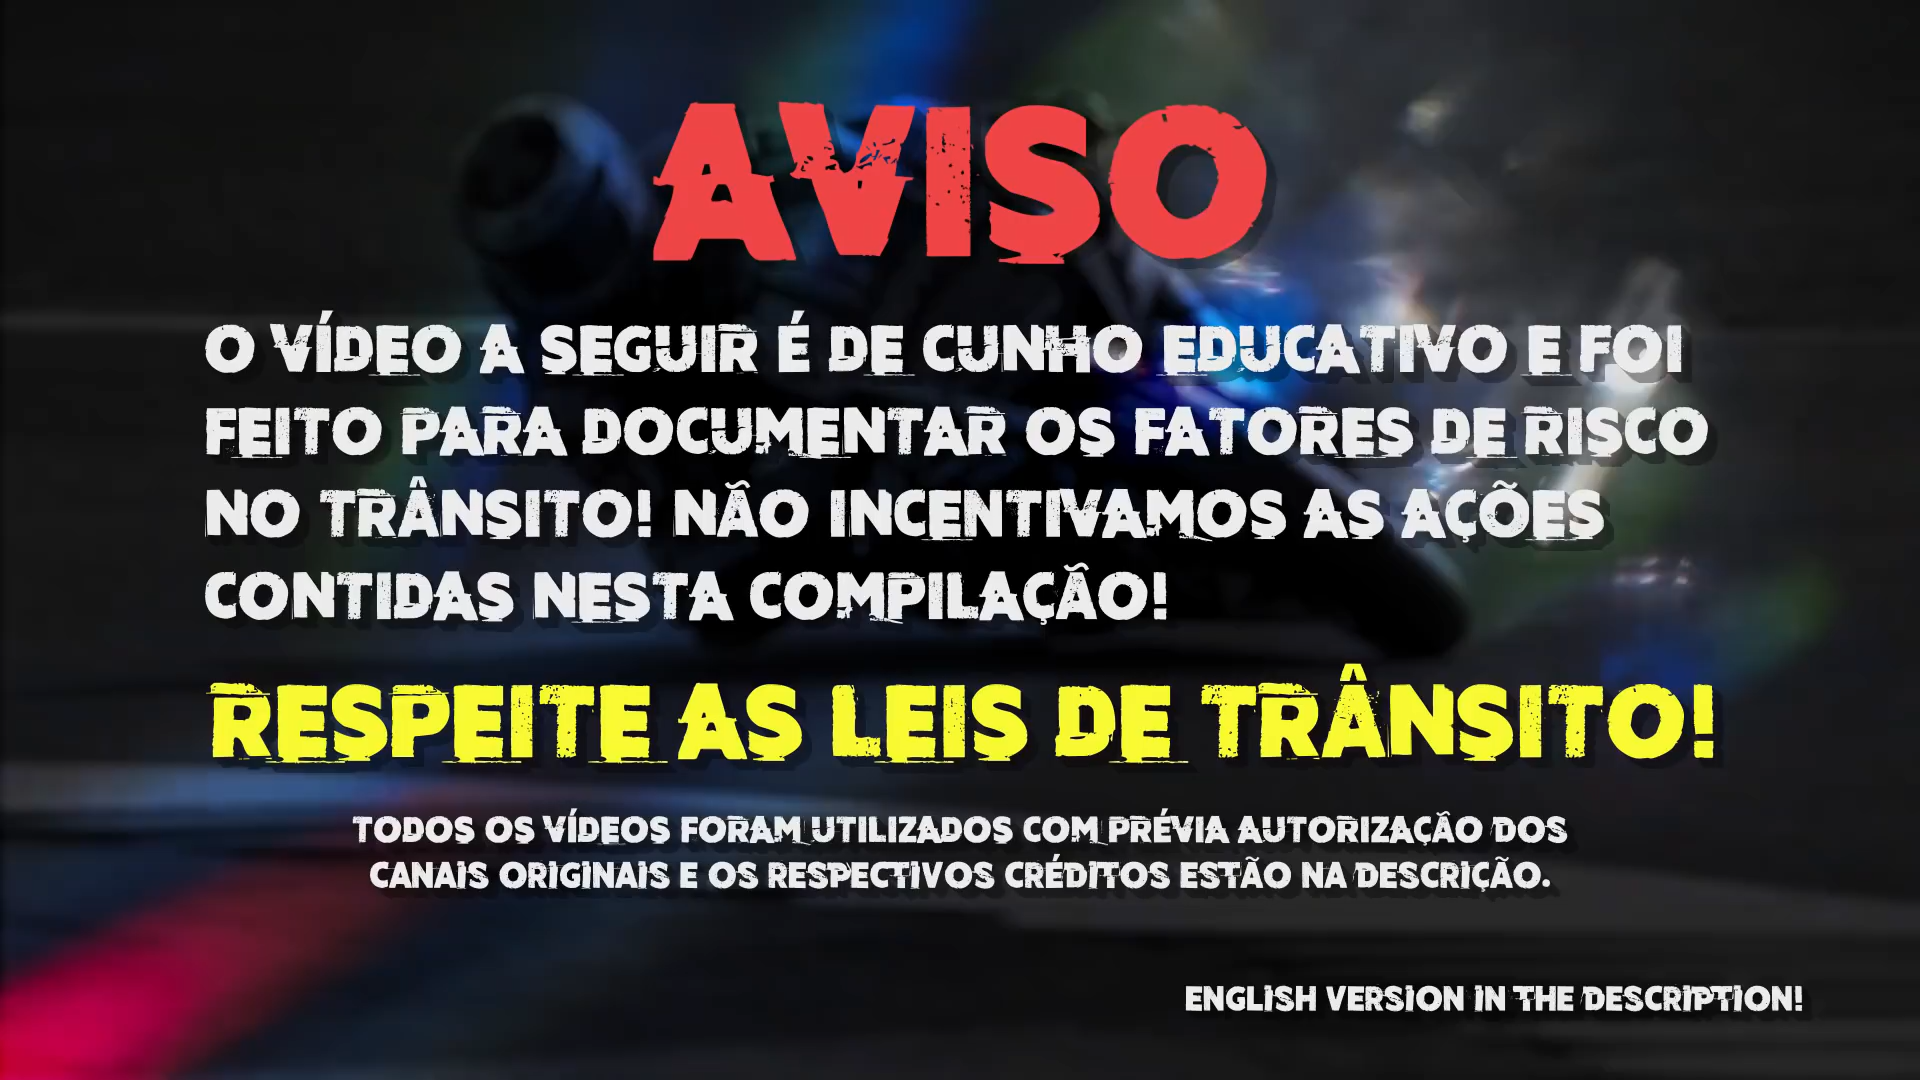 AVISO
O VÍDEO A SEGUIR É DE CUNHO EDUCATIVO E FOI
FEITO PARA DOCUMENTAR OS FATORES DE RISCO
NO TRÂNSITO! NÃO INCENTIVAMOS AS AÇÕES
CONTIDAS NESTA COMPILAÇÃO!
RESPEITE AS LEIS DE TRÂNSITO!
TODOS OS VÍDEOS FORAM UTILIZADOS COM PRÉVIA AUTORIZAÇÃO DOS
CANAIS ORIGINAIS E OS RESPECTIVOS CRÉDITOS ESTÃO NA DESCRIÇÃO.
ENGLISH VERSION IN THE DESCRIPTION!